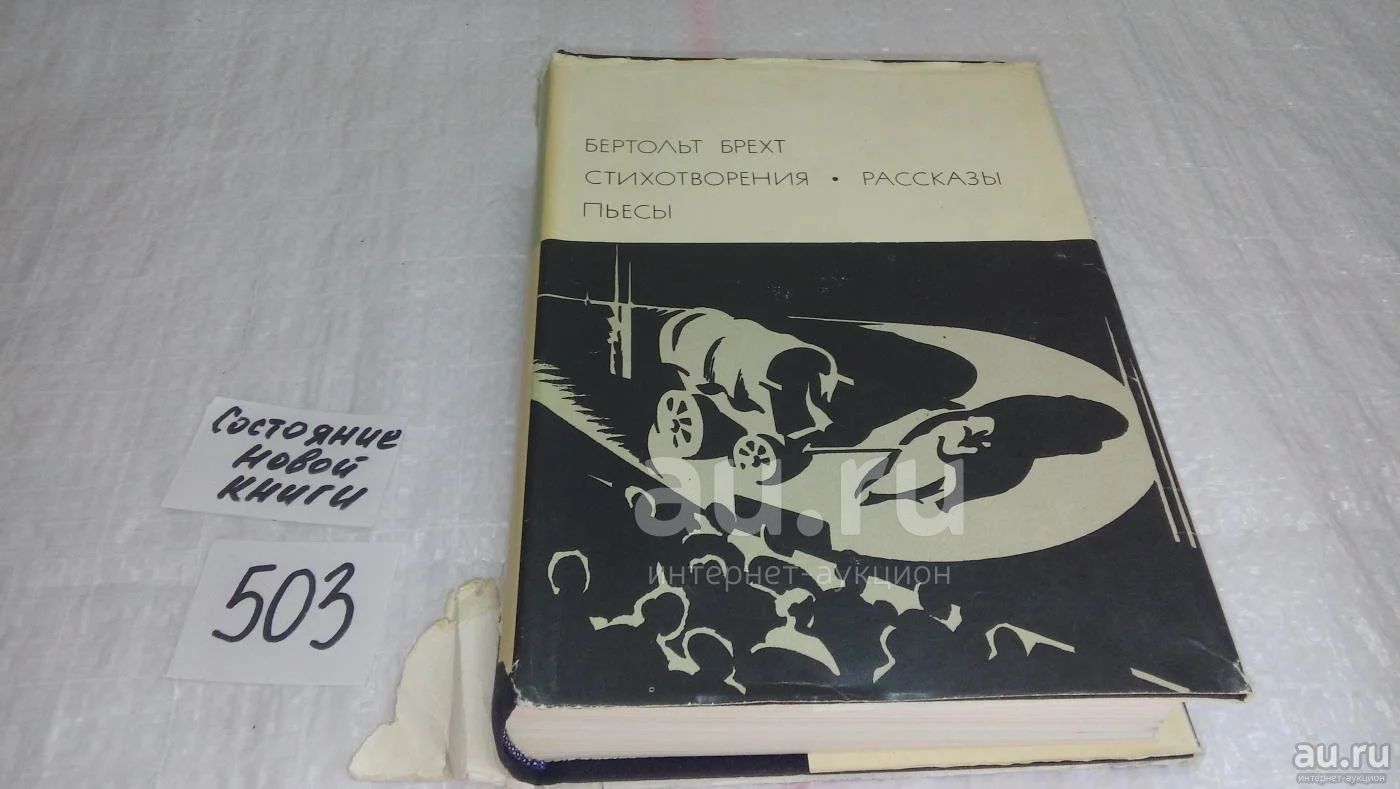 БЕРТОЛЬТ БРЕХТ
СТИХОТВОРЕНИЯ • РАССКАЗЫ
ПЬЕСЫ
Состояние
новой
книги
503
au.ru
интернет-аукцион
au.ru
интернет-аукцион